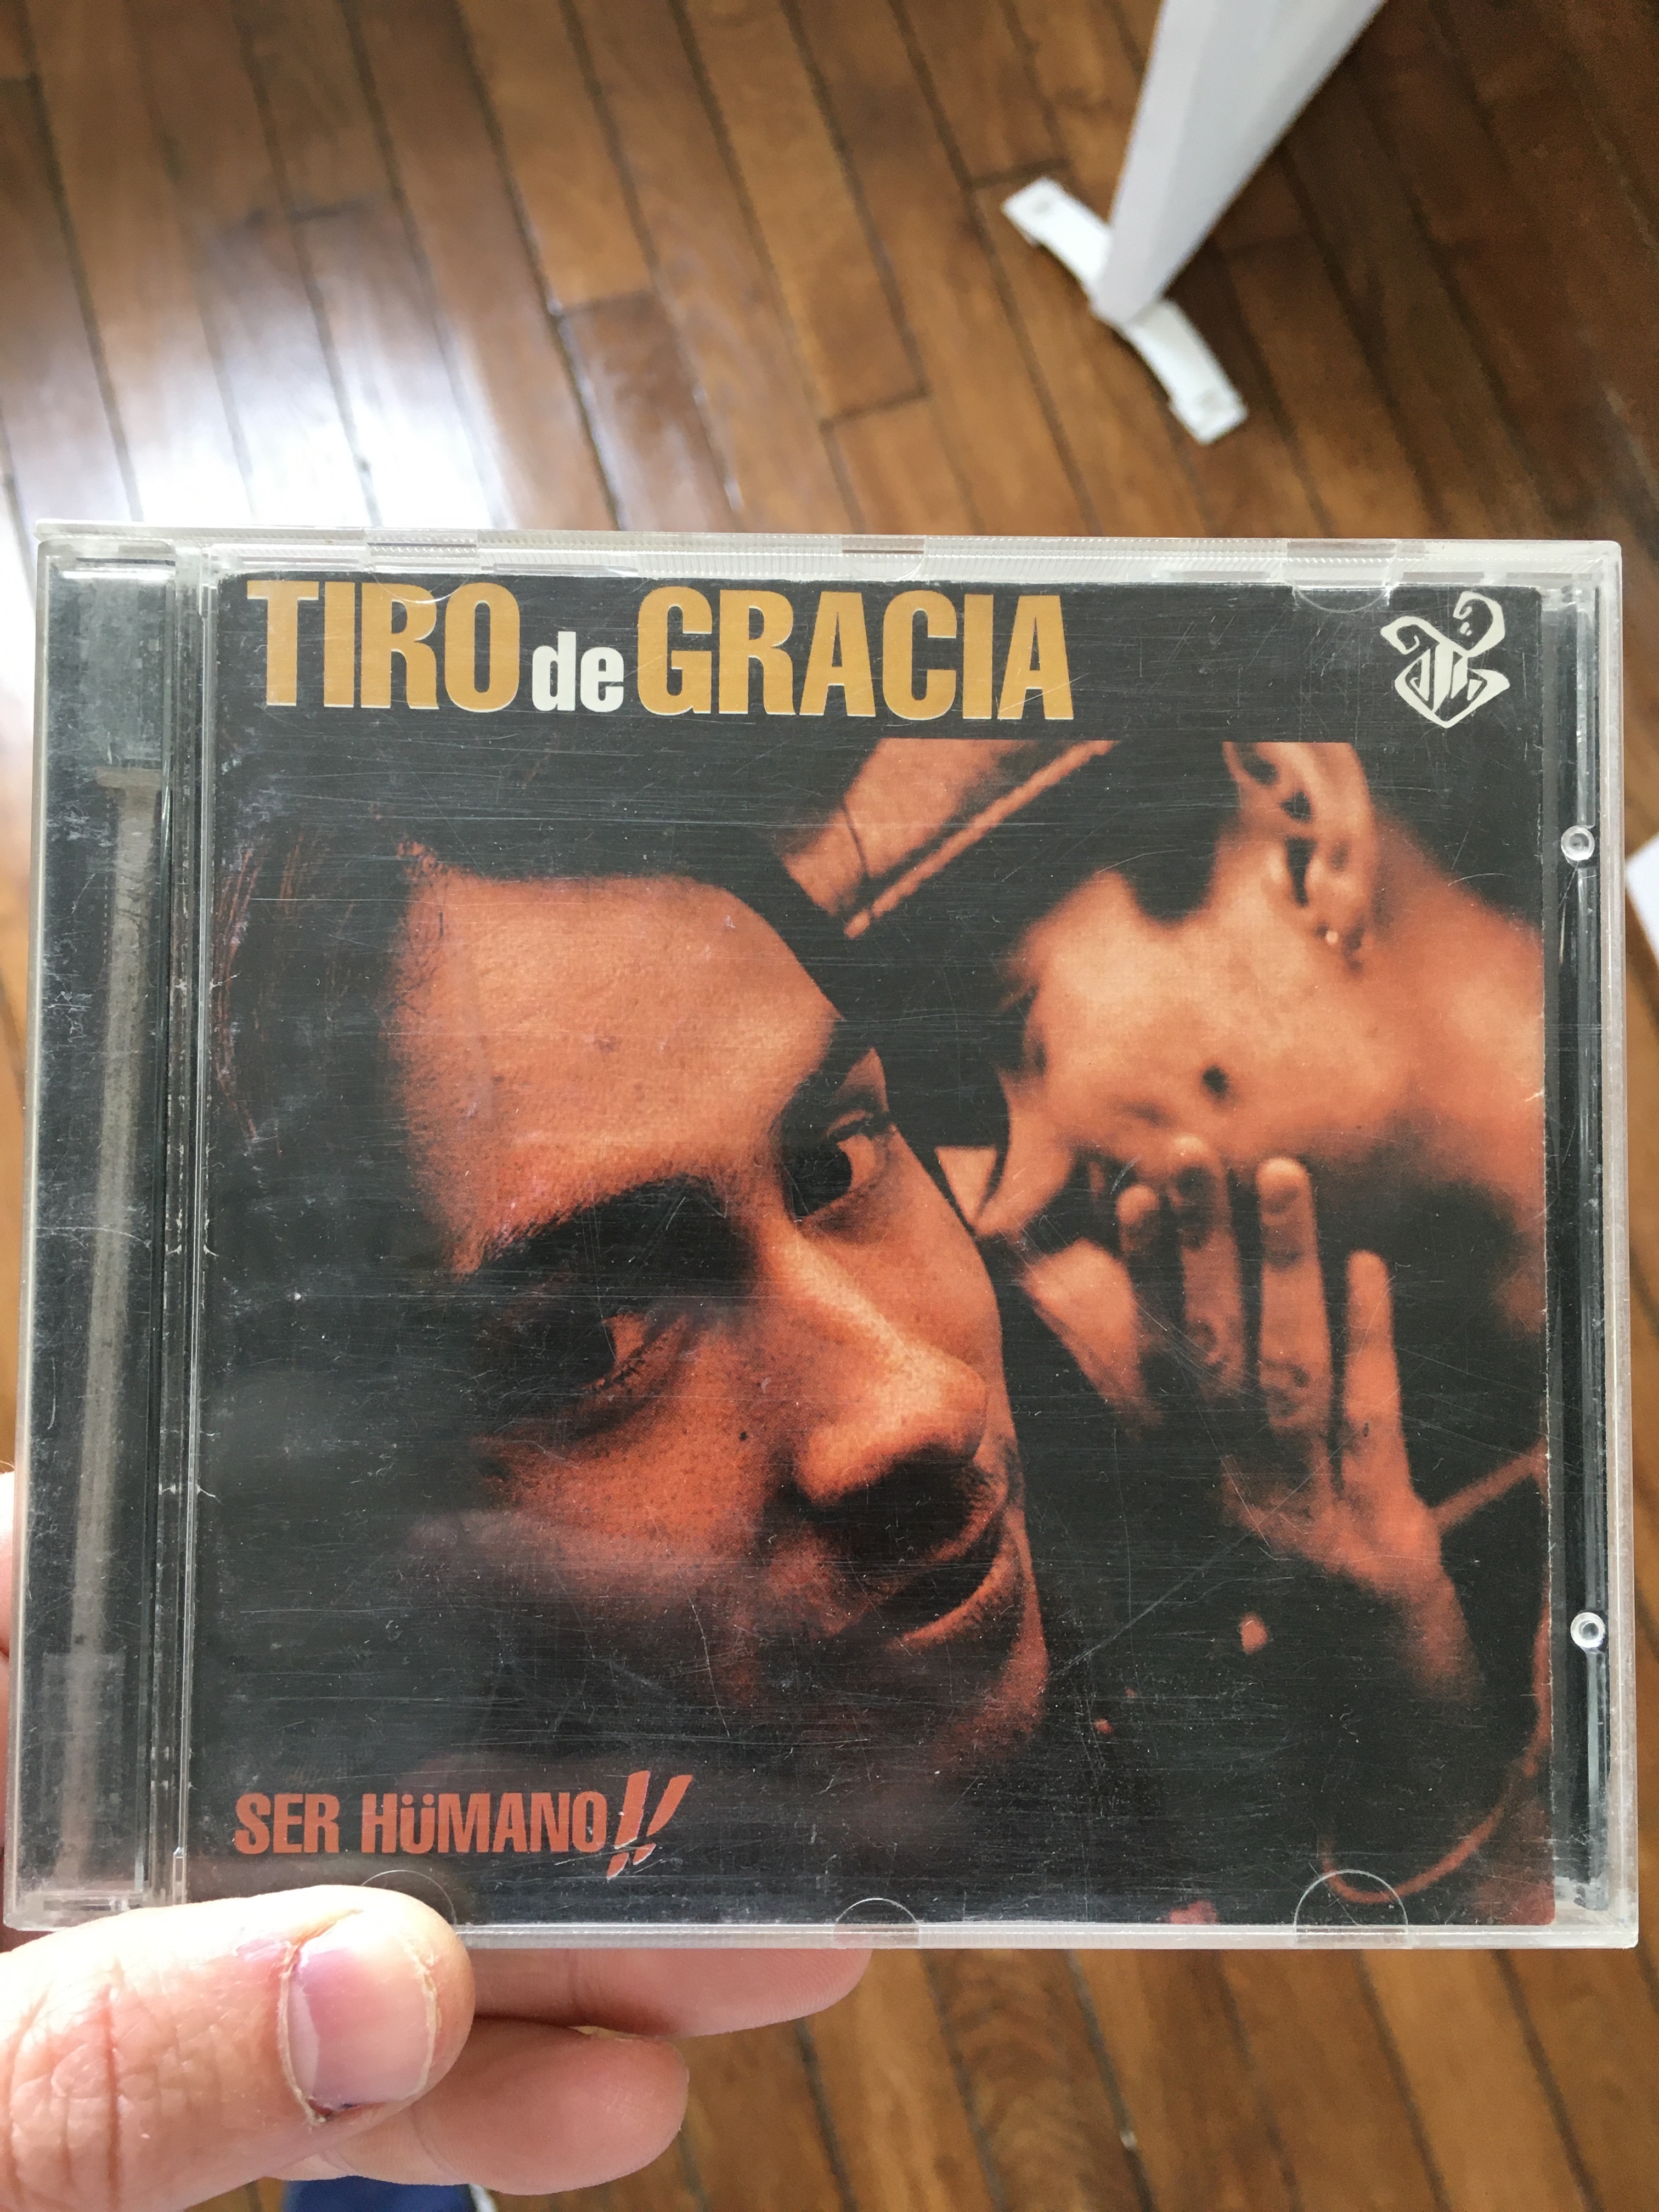 TIRO de GRACIA
SER HüMANO!!